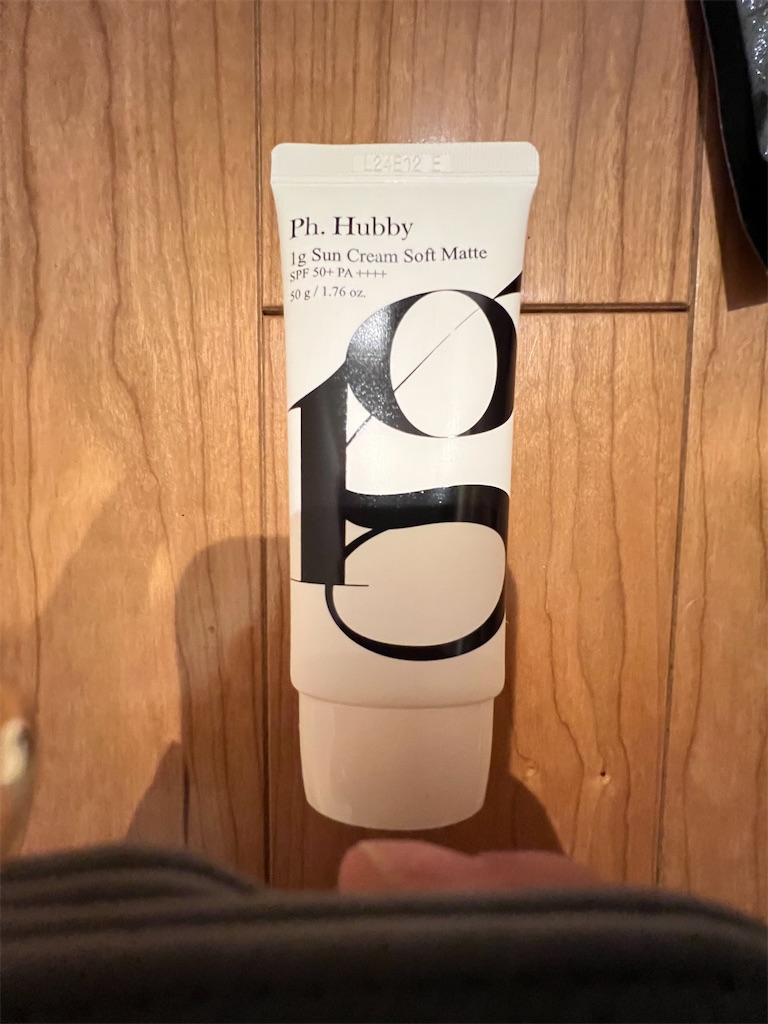 L24E12 E
Ph. Hubby
1g Sun Cream Soft Matte
SPF 50+ PA ++++
50 g / 1.76 oz.
1g